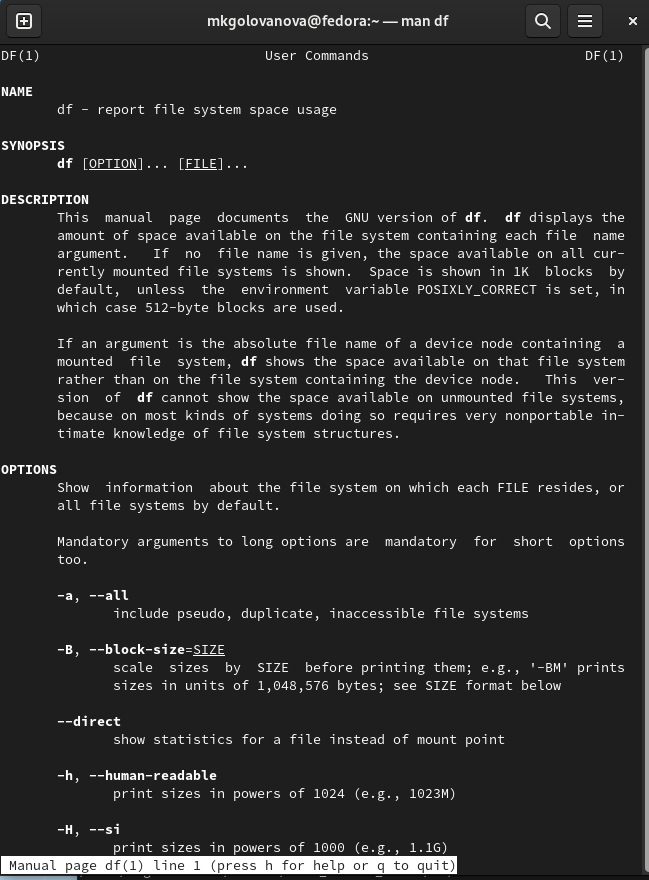 mkgolovanova@fedora:~ — man df
DF(1) User Commands DF(1)
NAME
df - report file system space usage
SYNOPSIS
df [OPTION]... [FILE]...
DESCRIPTION
This manual page documents the GNU version of df. df displays the
amount of space available on the file system containing each file name
argument. If no file name is given, the space available on all cur-
rently mounted file systems is shown. Space is shown in 1K blocks by
default, unless the environment variable POSIXLY_CORRECT is set, in
which case 512-byte blocks are used.
If an argument is the absolute file name of a device node containing a
mounted file system, df shows the space available on that file system
rather than on the file system containing the device node. This ver-
sion of df cannot show the space available on unmounted file systems,
because on most kinds of systems doing so requires very nonportable in-
timate knowledge of file system structures.
OPTIONS
Show information about the file system on which each FILE resides, or
all file systems by default.
Mandatory arguments to long options are mandatory for short options
too.
-a, --all
include pseudo, duplicate, inaccessible file systems
-B, --block-size=SIZE
scale sizes by SIZE before printing them; e.g., '-BM' prints
sizes in units of 1,048,576 bytes; see SIZE format below
--direct
show statistics for a file instead of mount point
-h, --human-readable
print sizes in powers of 1024 (e.g., 1023M)
-H, --si
print sizes in powers of 1000 (e.g., 1.1G)
Manual page df(1) line 1 (press h for help or q to quit)